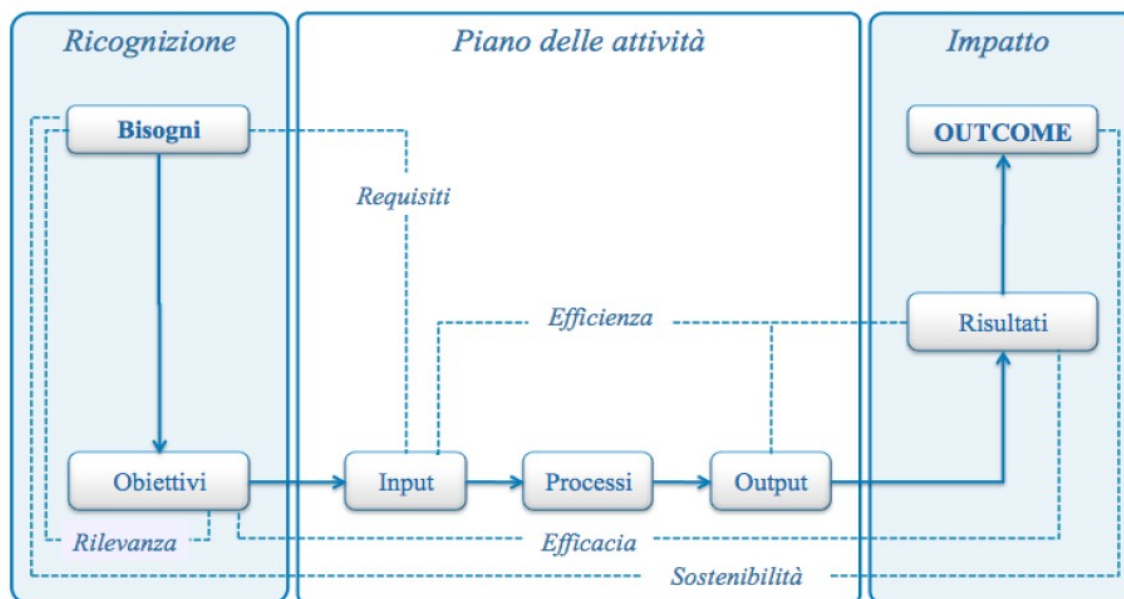 Ricognizione
Piano delle attività
Impatto
Bisogni
OUTCOME
Requisiti
Efficienza
Risultati
Obiettivi
Input
Processi
Output
Rilevanza
Efficacia
Sostenibilità